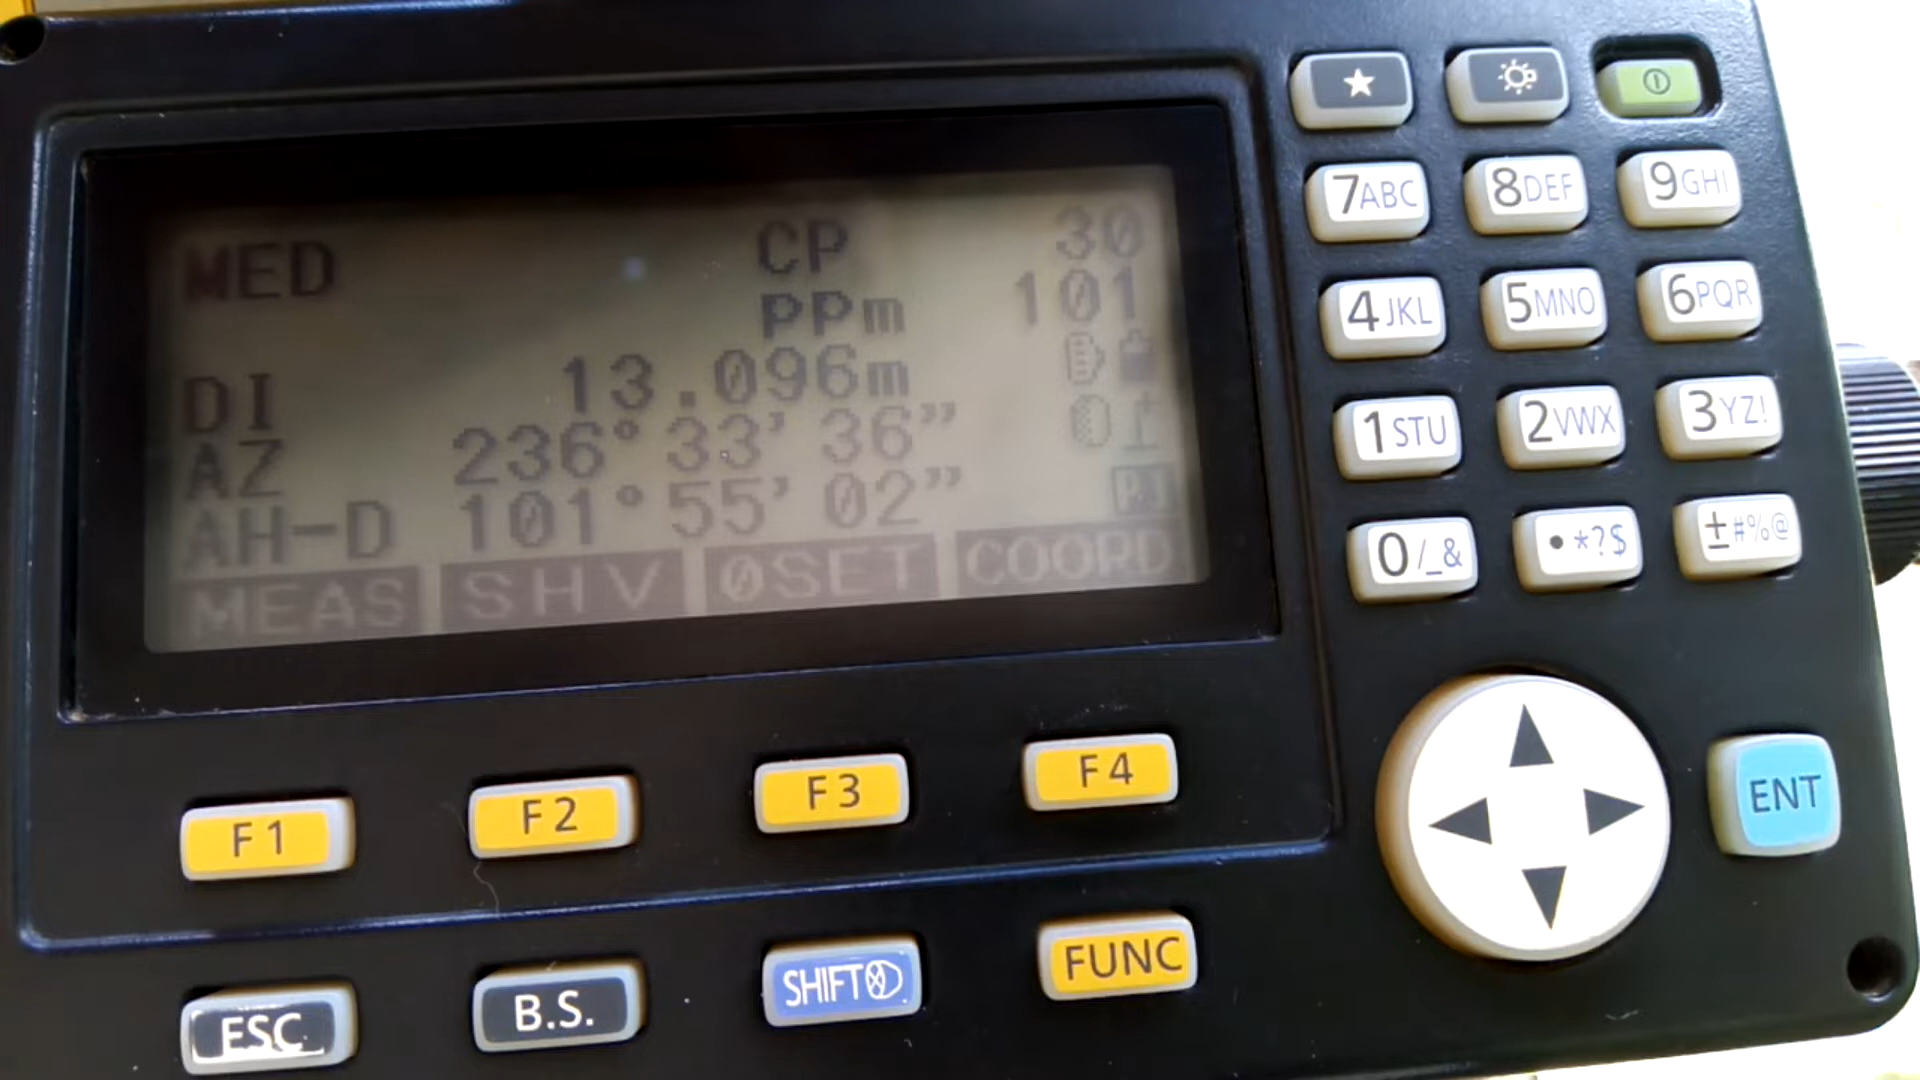 MED CP 30
PPm 101
DI 13.096m
AZ 236°33'36"
AH-D 101°55'02"
P1
MEAS SHV 0SET COORD
7ABC 8DEF 9GHI
4JKL 5MNO 6PQR
1STU 2VWX 3YZ!
0/_& •*?$ ±#%@
F1 F2 F3 F4
ENT
ESC B.S. SHIFT FUNC